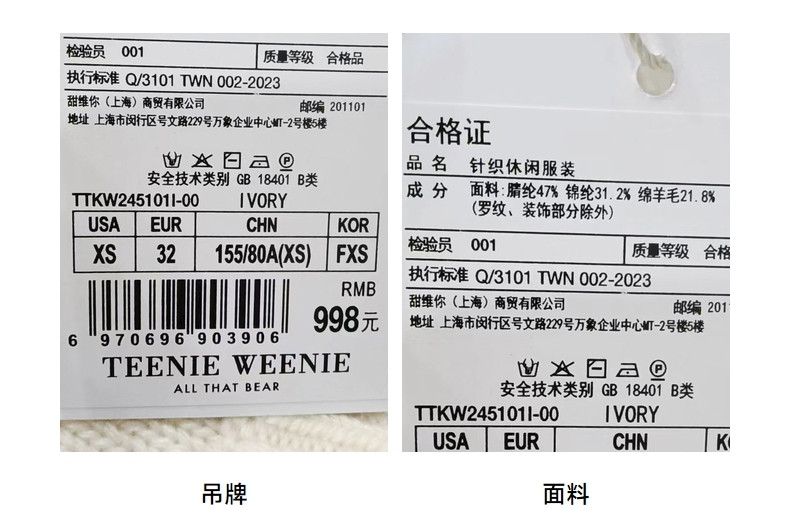 检验员 001 质量等级 合格品
执行标准 Q/3101 TWN 002-2023
甜维你（上海）商贸有限公司 邮编 201101
地址 上海市闵行区号文路229号万象企业中心MT-2号楼5楼
安全技术类别 GB 18401 B类
TTKW245101I-00 IVORY
USA EUR CHN KOR
XS 32 155/80A(XS) FXS
RMB
998元
6 970696 903906
TEENIE WEENIE
ALL THAT BEAR
吊牌
合格证
品名 针织休闲服装
成分 面料:腈纶47% 锦纶31.2% 绵羊毛21.8%
(罗纹、装饰部分除外)
检验员 001 质量等级 合格
执行标准 Q/3101 TWN 002-2023
甜维你（上海）商贸有限公司 邮编 201
地址 上海市闵行区号文路229号万象企业中心MT-2号楼5楼
安全技术类别 GB 18401 B类
TTKW245101I-00 IVORY
USA EUR CHN K
面料